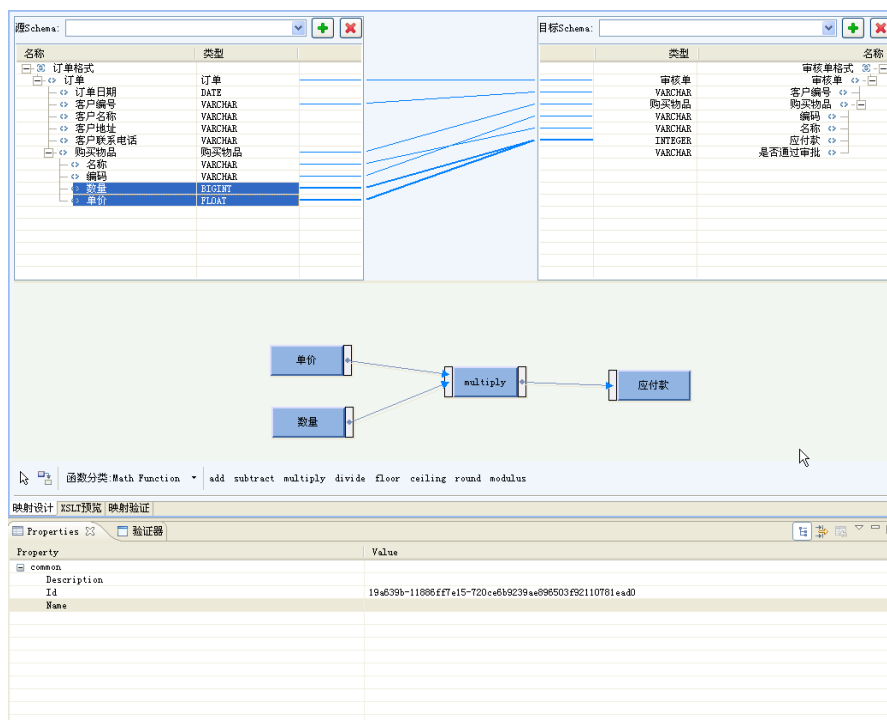 源Schema: 目标Schema:
名称 类型 类型 名称
订单格式 审核单格式
订单 订单 审核单 审核单
订单日期 DATE VARCHAR 客户编号
客户编号 VARCHAR 购买物品 购买物品
客户名称 VARCHAR VARCHAR 编码
客户地址 VARCHAR VARCHAR 名称
客户联系电话 VARCHAR INTEGER 应付款
购买物品 购买物品 VARCHAR 是否通过审批
名称 VARCHAR
编码 VARCHAR
数量 BIGINT
单价 FLOAT
单价
multiply
应付款
数量
函数分类:Math Function add subtract multiply divide floor ceiling round modulus
映射设计 XSLT预览 映射验证
Properties 验证器
Property Value
common
Description
Id 19a639b-11886ff7e15-720ce6b9239ae896503f92110781ead0
Name